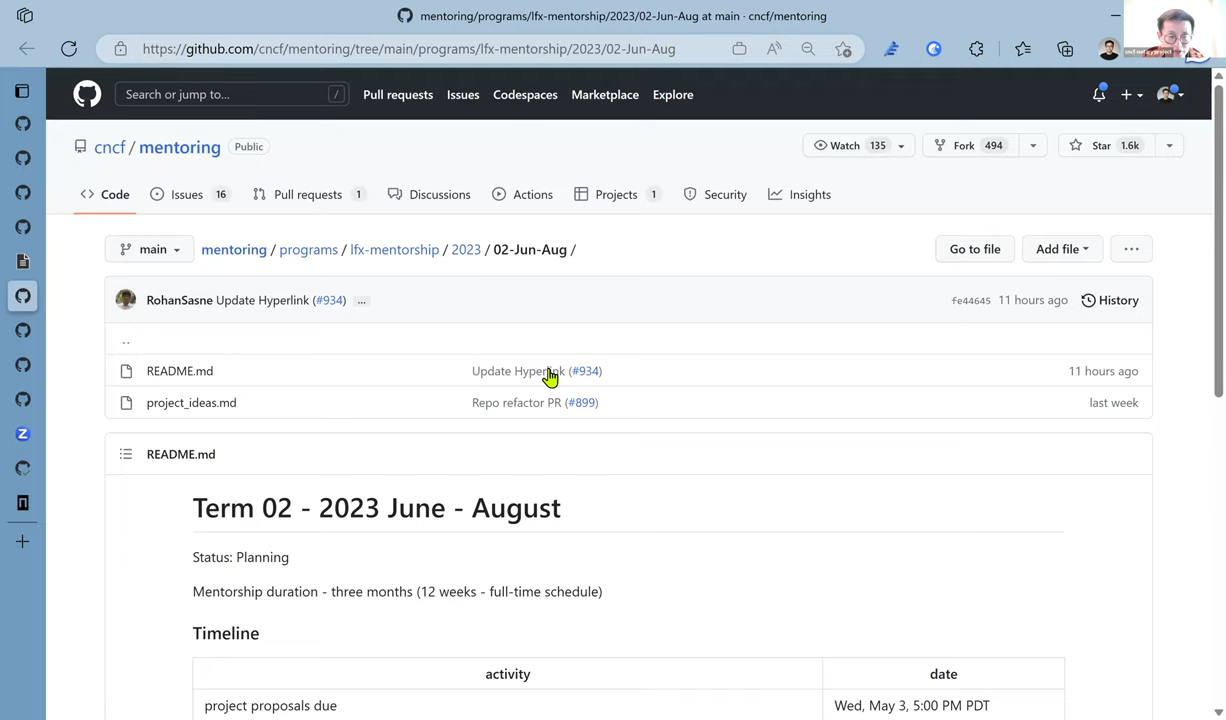 mentoring/programs/lfx-mentorship/2023/02-Jun-Aug at main · cncf/mentoring
https://github.com/cncf/mentoring/tree/main/programs/lfx-mentorship/2023/02-Jun-Aug
Search or jump to... /
Pull requests Issues Codespaces Marketplace Explore
cncf / mentoring Public
Watch 135 Fork 494 Star 1.6k
Code Issues 16 Pull requests 1 Discussions Actions Projects 1 Security Insights
main mentoring / programs / lfx-mentorship / 2023 / 02-Jun-Aug / Go to file Add file ...
RohanSasne Update Hyperlink (#934) ... fe44645 11 hours ago History
..
README.md Update Hyperlink (#934) 11 hours ago
project_ideas.md Repo refactor PR (#899) last week
README.md
Term 02 - 2023 June - August
Status: Planning
Mentorship duration - three months (12 weeks - full-time schedule)
Timeline
activity date
project proposals due Wed, May 3, 5:00 PM PDT